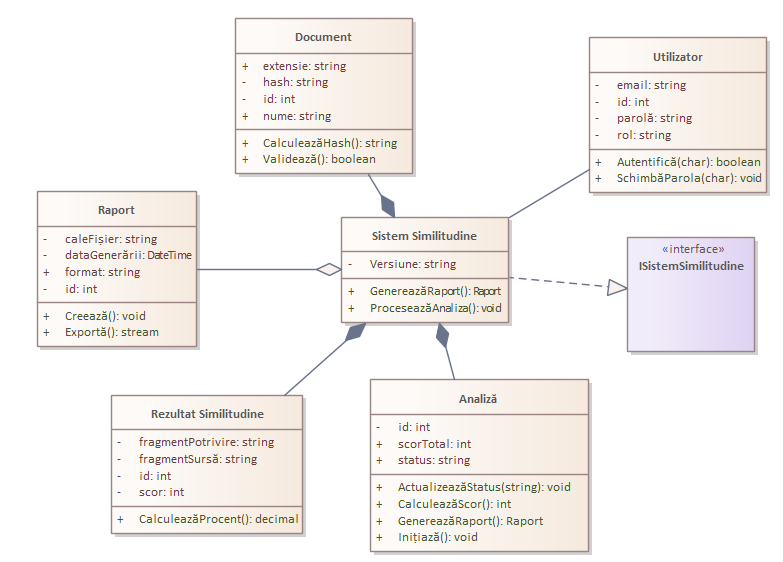 Document
+ extensie: string
- hash: string
- id: int
+ nume: string
+ CalculeazăHash(): string
+ Validează(): boolean
Utilizator
- email: string
- id: int
- parolă: string
- rol: string
+ Autentifică(char): boolean
+ SchimbăParola(char): void
Raport
- caleFișier: string
- dataGenerării: DateTime
+ format: string
- id: int
+ Creează(): void
+ Exportă(): stream
Sistem Similitudine
- Versiune: string
+ GenereazăRaport(): Raport
+ ProceseazăAnaliza(): void
«interface»
ISistemSimilitudine
Rezultat Similitudine
- fragmentPotrivire: string
- fragmentSursă: string
- id: int
- scor: int
+ CalculeazăProcent(): decimal
Analiză
- id: int
+ scorTotal: int
+ status: string
+ ActualizeazăStatus(string): void
+ CalculeazăScor(): int
+ GenereazăRaport(): Raport
+ Inițiază(): void